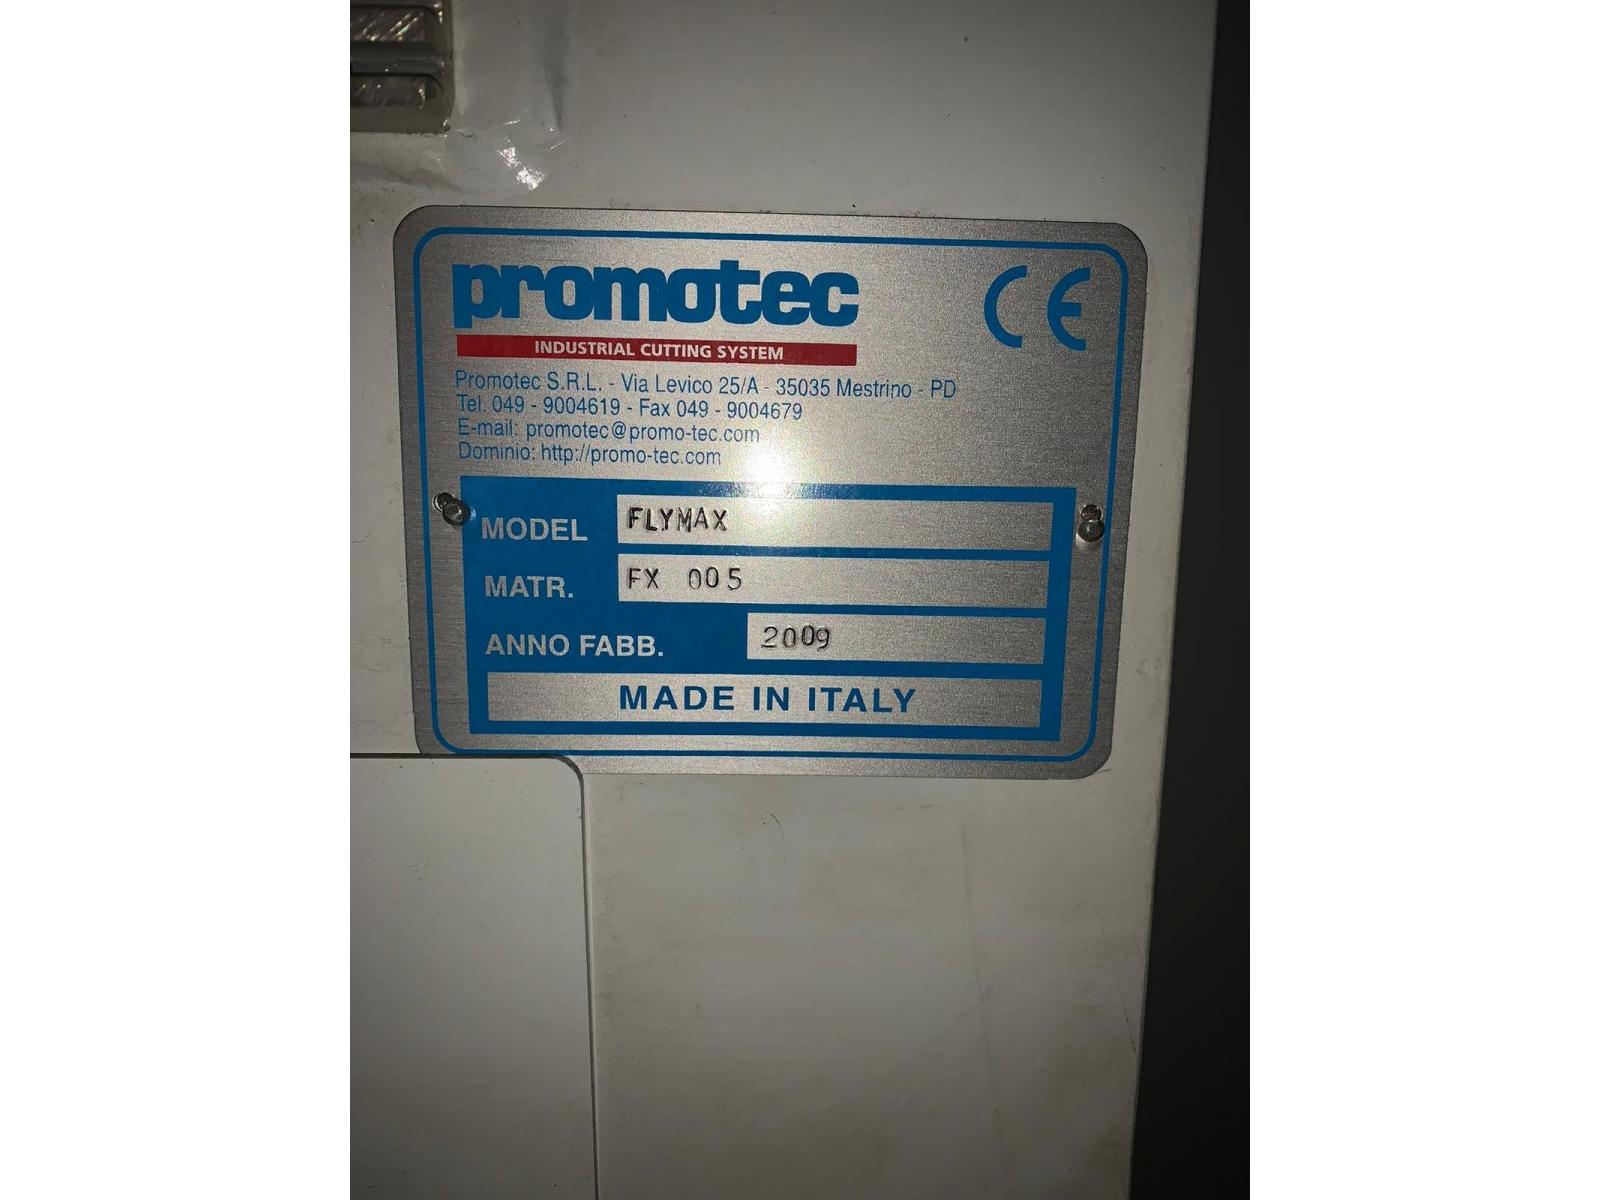 promotec
CE
INDUSTRIAL CUTTING SYSTEM
Promotec S.R.L. - Via Levico 25/A - 35035 Mestrino - PD
Tel. 049 - 9004619 - Fax 049 - 9004679
E-mail: promotec@promo-tec.com
Dominio: http://promo-tec.com
MODEL FLYMAX
MATR. FX 005
ANNO FABB. 2009
MADE IN ITALY